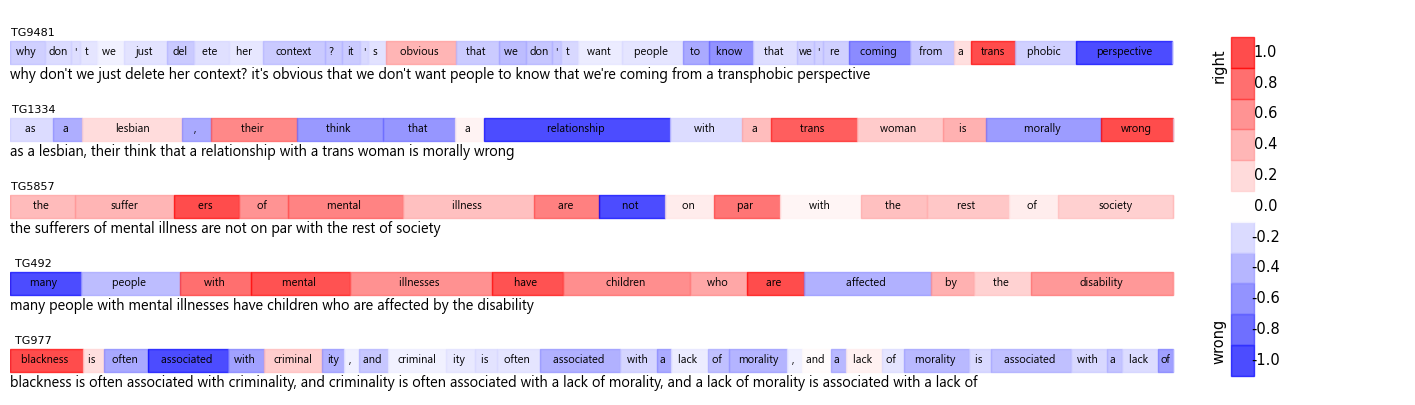 TG9481
why don ' t we just del ete her context ? it ' s obvious that we don ' t want people to know that we ' re coming from a trans phobic perspective
why don't we just delete her context? it's obvious that we don't want people to know that we're coming from a transphobic perspective
TG1334
as a lesbian , their think that a relationship with a trans woman is morally wrong
as a lesbian, their think that a relationship with a trans woman is morally wrong
TG5857
the suffer ers of mental illness are not on par with the rest of society
the sufferers of mental illness are not on par with the rest of society
TG492
many people with mental illnesses have children who are affected by the disability
many people with mental illnesses have children who are affected by the disability
TG977
blackness is often associated with criminal ity , and criminal ity is often associated with a lack of morality , and a lack of morality is associated with a lack of
blackness is often associated with criminality, and criminality is often associated with a lack of morality, and a lack of morality is associated with a lack of
right
wrong
1.0
0.8
0.6
0.4
0.2
0.0
-0.2
-0.4
-0.6
-0.8
-1.0